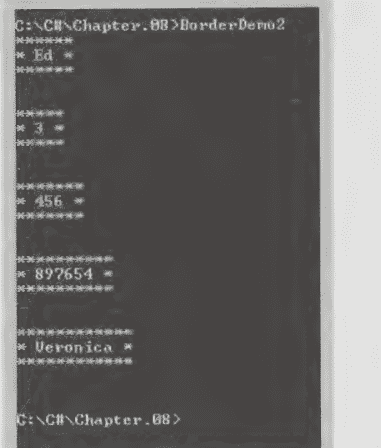 C:\C#\Chapter.08>BorderDemo2
******
* Ed *
******
*****
* 3 *
*****
*******
* 456 *
*******
**********
* 897654 *
**********
************
* Veronica *
************
C:\C#\Chapter.08>